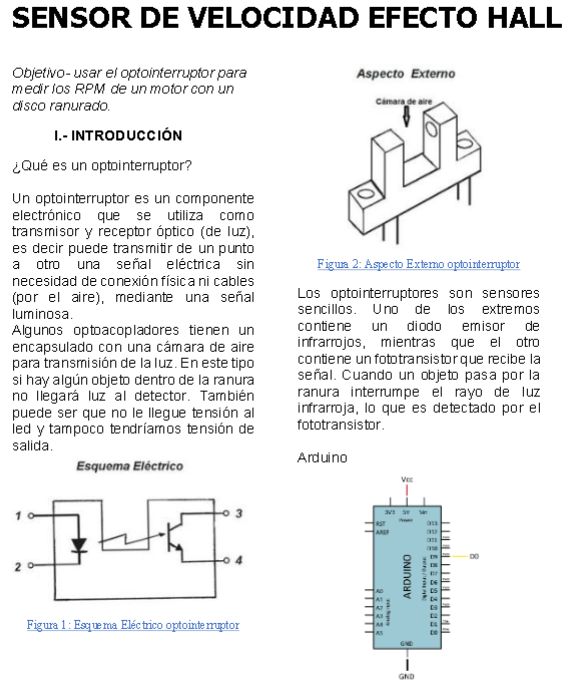 SENSOR DE VELOCIDAD EFECTO HALL
Objetivo- usar el optointerruptor para
medir los RPM de un motor con un
disco ranurado.
I.- INTRODUCCIÓN
¿Qué es un optointerruptor?
Un optointerruptor es un componente
electrónico que se utiliza como
transmisor y receptor óptico (de luz),
es decir puede transmitir de un punto
a otro una señal eléctrica sin
necesidad de conexión física ni cables
(por el aire), mediante una señal
luminosa.
Algunos optoacopladores tienen un
encapsulado con una cámara de aire
para transmisión de la luz. En este tipo
si hay algún objeto dentro de la ranura
no llegará luz al detector. También
puede ser que no le llegue tensión al
led y tampoco tendríamos tensión de
salida.
Esquema Eléctrico
1
2
3
4
Figura 1: Esquema Eléctrico optointerruptor
Aspecto Externo
Cámara de aire
Figura 2: Aspecto Externo optointerruptor
Los optointerruptores son sensores
sencillos. Uno de los extremos
contiene un diodo emisor de
infrarrojos, mientras que el otro
contiene un fototransistor que recibe la
señal. Cuando un objeto pasa por la
ranura interrumpe el rayo de luz
infrarroja, lo que es detectado por el
fototransistor.
Arduino
Vcc
3V3 5V Vin
Power
RST
AREF
ARDUINO
D13
D12
D11
D10
D9
D8
D7
D6
D5
D4
D3
D2
D1
D0
DO
A0
A1
A2
A3
A4
A5
GND
GND